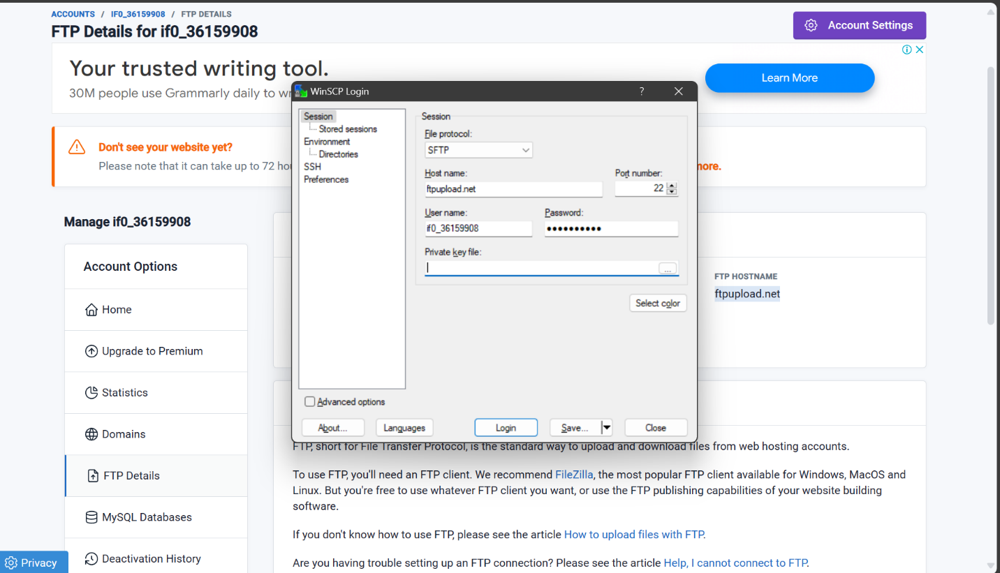 ACCOUNTS / IF0_36159908 / FTP DETAILS
FTP Details for if0_36159908
Account Settings
Your trusted writing tool.
30M people use Grammarly daily to wr
Learn More
Don't see your website yet?
Please note that it can take up to 72 hou
more.
Manage if0_36159908
Account Options
Home
Upgrade to Premium
Statistics
Domains
FTP Details
MySQL Databases
Deactivation History
Privacy
WinSCP Login
?
Session
Stored sessions
Environment
Directories
SSH
Preferences
Session
File protocol:
SFTP
Host name:
Port number:
ftpupload.net
22
User name:
Password:
if0_36159908
●●●●●●●●●●
Private key file:
...
Select color
Advanced options
About...
Languages
Login
Save...
Close
FTP HOSTNAME
ftpupload.net
FTP, short for File Transfer Protocol, is the standard way to upload and download files from web hosting accounts.
To use FTP, you'll need an FTP client. We recommend FileZilla, the most popular FTP client available for Windows, MacOS and
Linux. But you're free to use whatever FTP client you want, or use the FTP publishing capabilities of your website building
software.
If you don't know how to use FTP, please see the article How to upload files with FTP.
Are you having trouble setting up an FTP connection? Please see the article Help, I cannot connect to FTP.